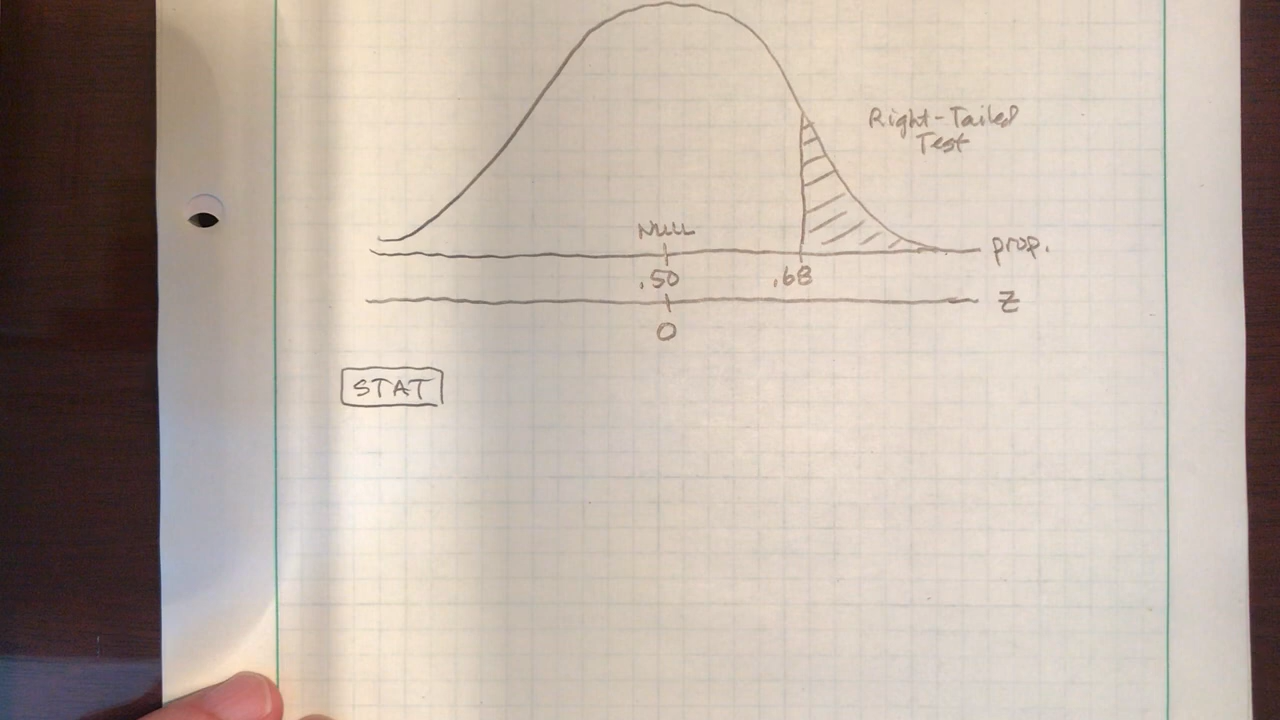 Right-Tailed
Test
NULL
prop.
.50 .68
Z
0
STAT